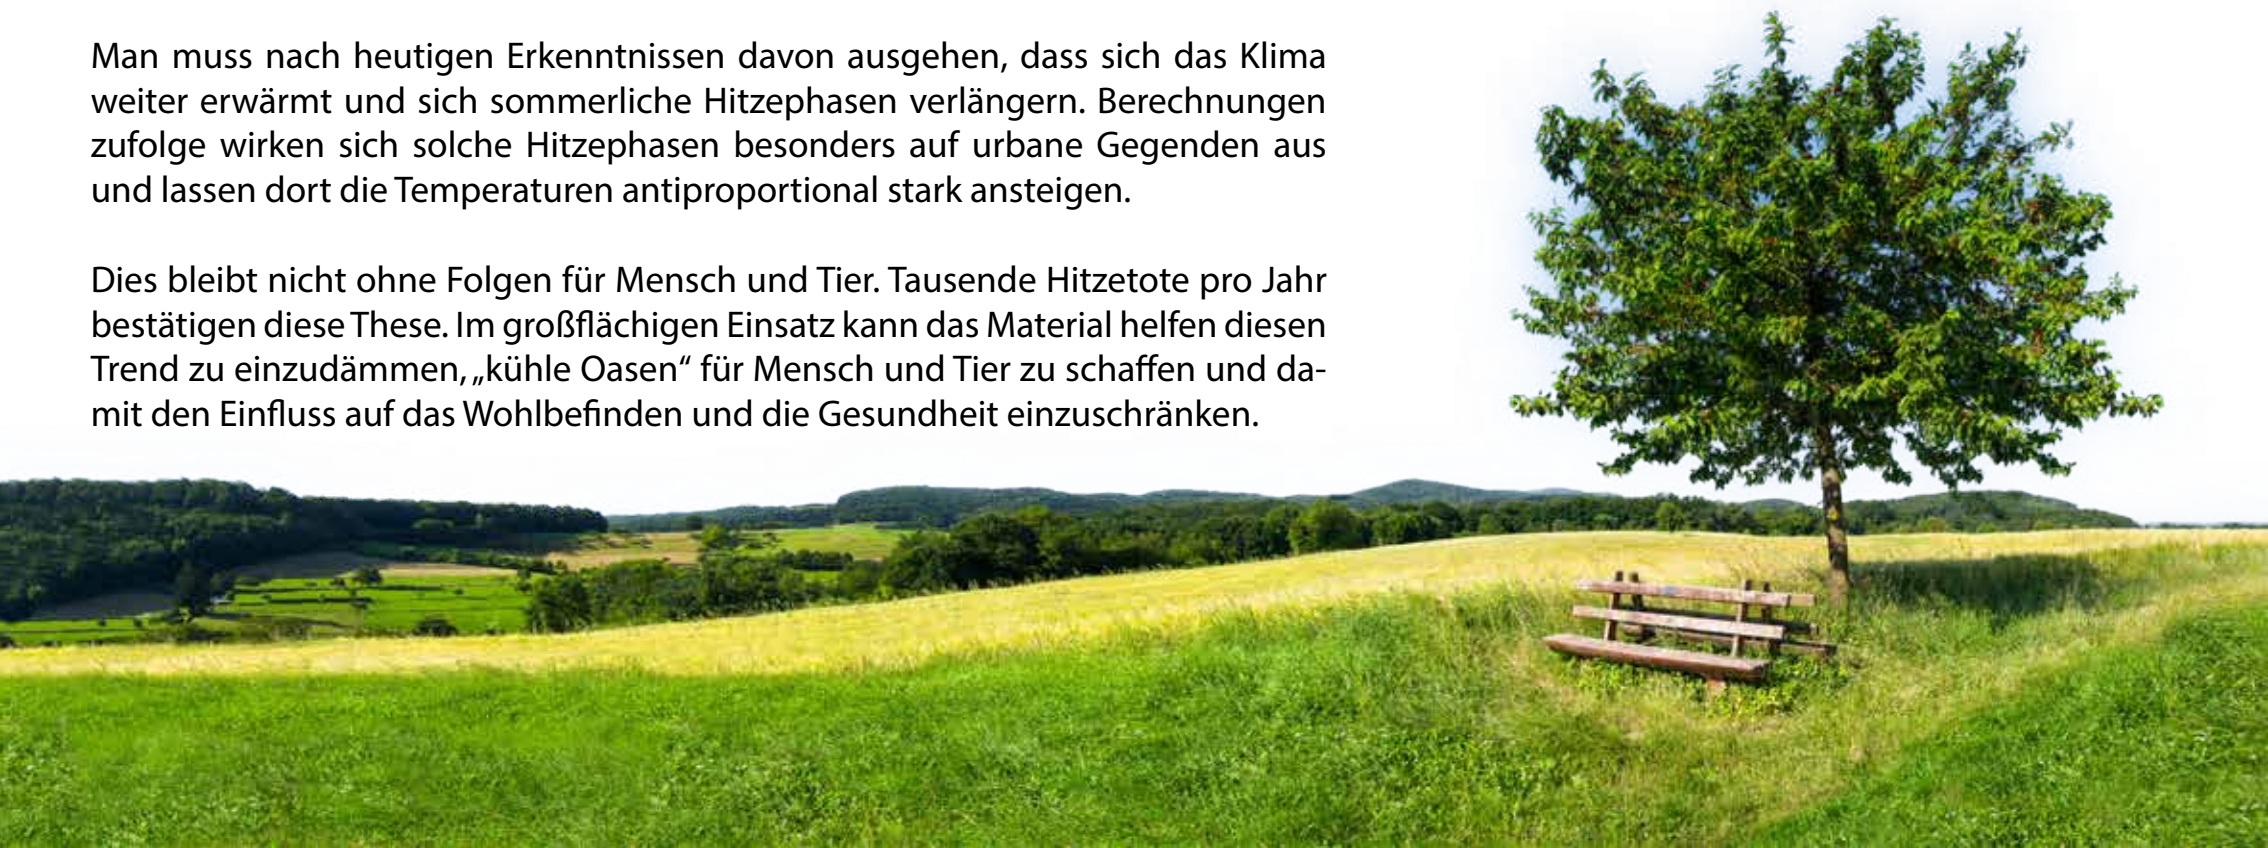 Man muss nach heutigen Erkenntnissen davon ausgehen, dass sich das Klima
weiter erwärmt und sich sommerliche Hitzephasen verlängern. Berechnungen
zufolge wirken sich solche Hitzephasen besonders auf urbane Gegenden aus
und lassen dort die Temperaturen antiproportional stark ansteigen.
Dies bleibt nicht ohne Folgen für Mensch und Tier. Tausende Hitzetote pro Jahr
bestätigen diese These. Im großflächigen Einsatz kann das Material helfen diesen
Trend zu einzudämmen, „kühle Oasen“ für Mensch und Tier zu schaffen und da-
mit den Einfluss auf das Wohlbefinden und die Gesundheit einzuschränken.